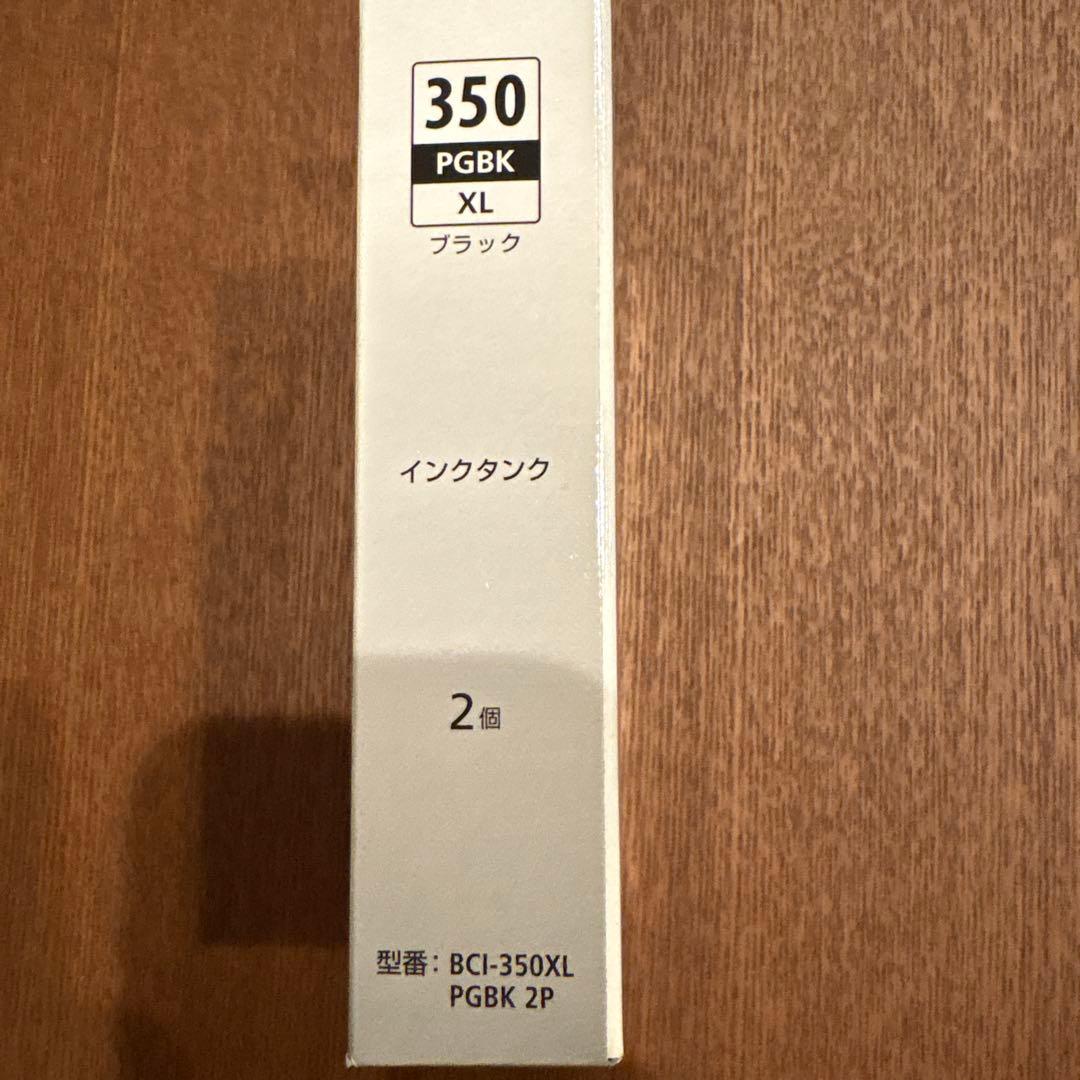 350
PGBK
XL
ブラック
インクタンク
2個
型番: BCI-350XL
PGBK 2P